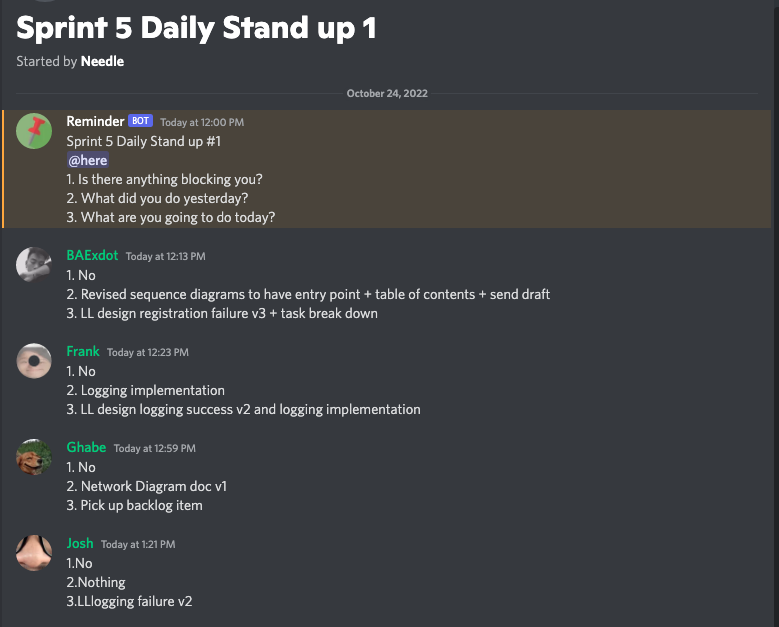 Sprint 5 Daily Stand up 1
Started by Needle
October 24, 2022
Reminder BOT Today at 12:00 PM
Sprint 5 Daily Stand up #1
@here
1. Is there anything blocking you?
2. What did you do yesterday?
3. What are you going to do today?
BAExdot Today at 12:13 PM
1. No
2. Revised sequence diagrams to have entry point + table of contents + send draft
3. LL design registration failure v3 + task break down
Frank Today at 12:23 PM
1. No
2. Logging implementation
3. LL design logging success v2 and logging implementation
Ghabe Today at 12:59 PM
1. No
2. Network Diagram doc v1
3. Pick up backlog item
Josh Today at 1:21 PM
1.No
2.Nothing
3.LLlogging failure v2